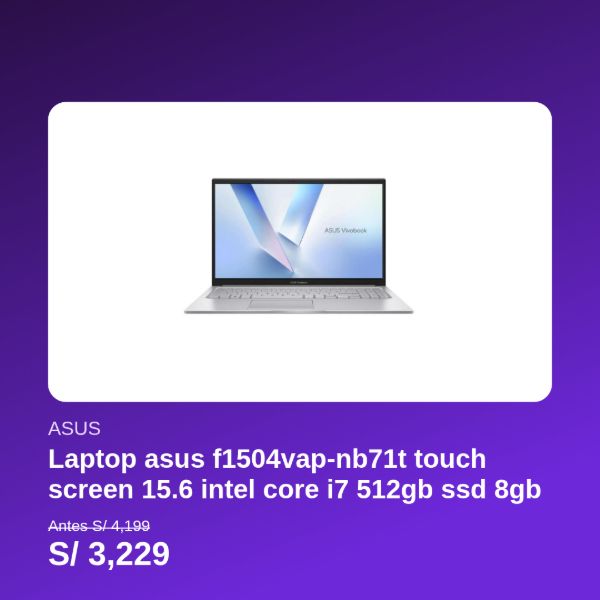 ASUS Vivobook
ASUS
Laptop asus f1504vap-nb71t touch
screen 15.6 intel core i7 512gb ssd 8gb
Antes S/ 4,199
S/ 3,229